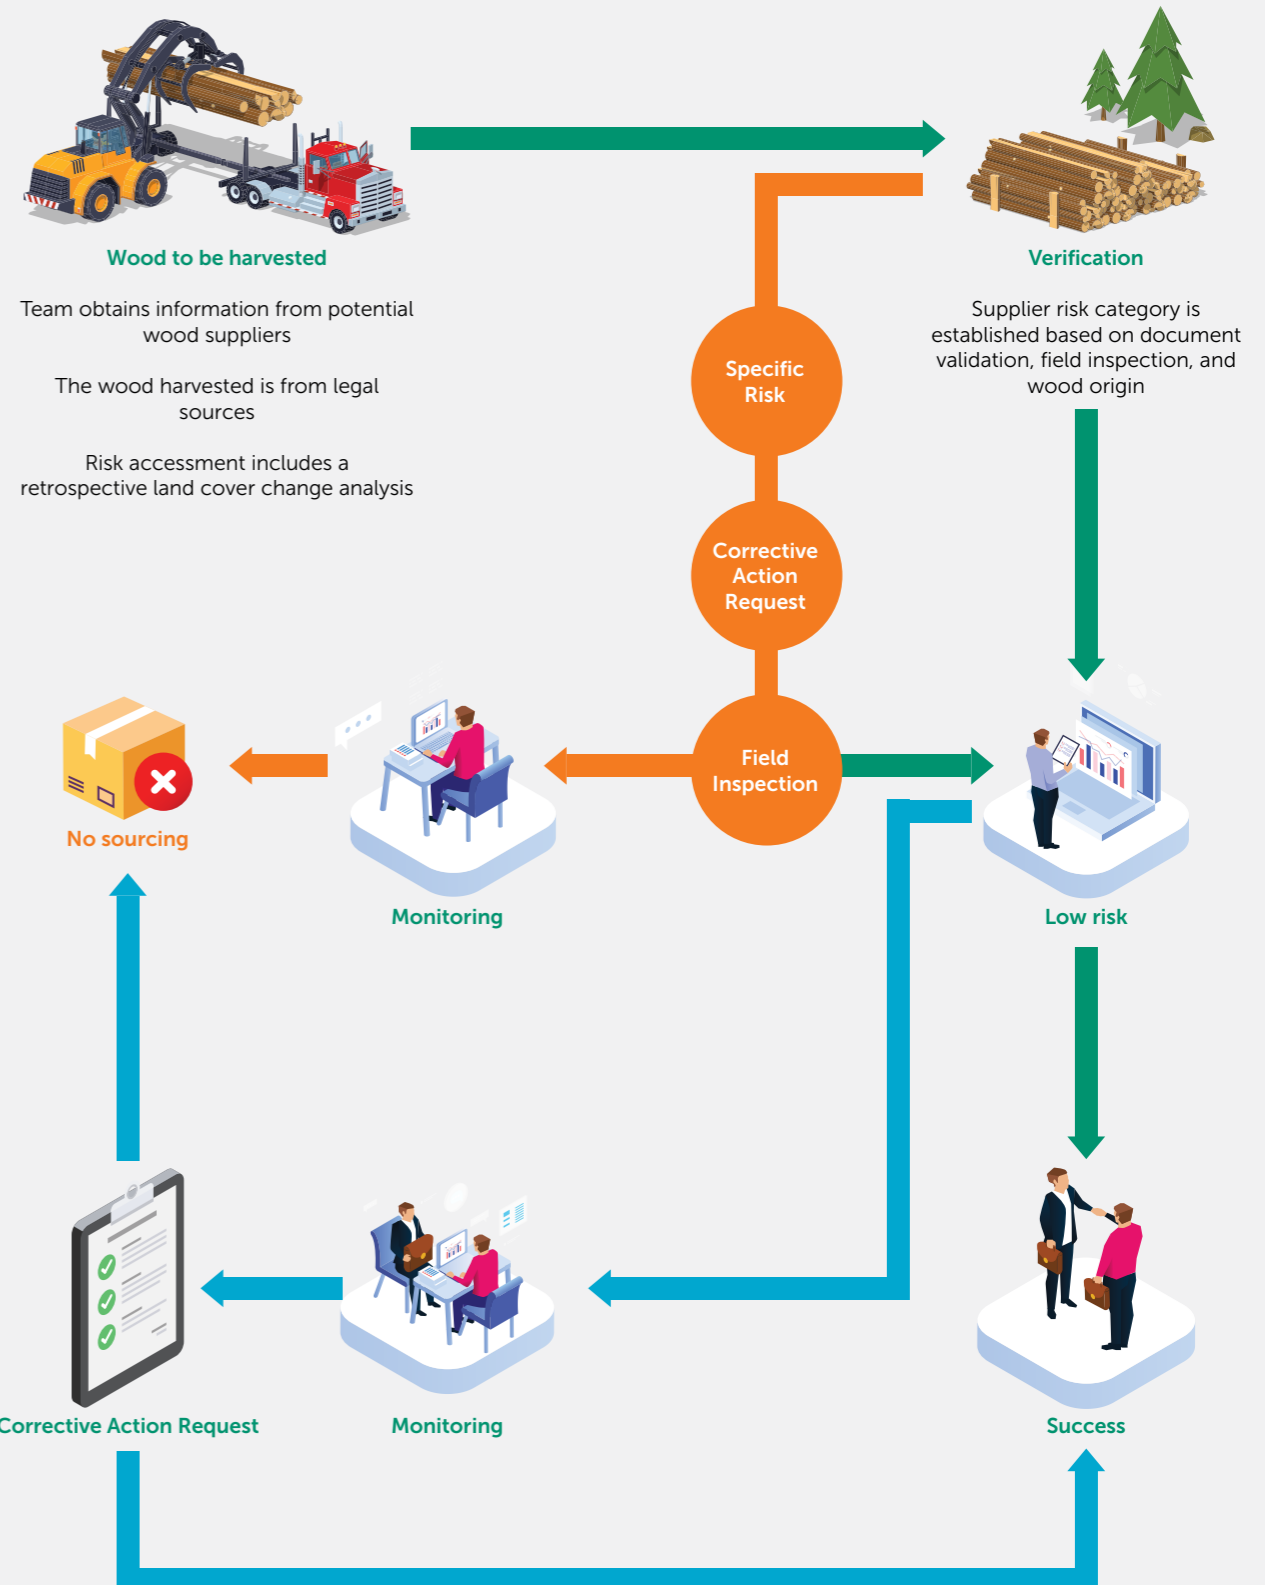 Wood to be harvested
Team obtains information from potential
wood suppliers
The wood harvested is from legal
sources
Risk accessment includes a
retrospective land cover change analysis
Verification
Supplier risk category is
established based on document
validation, field inspection, and
wood origin
Specific
Risk
Corrective
Action
Request
Field
Inspection
No sourcing
Monitoring
Low risk
Corrective Action Request
Monitoring
Success